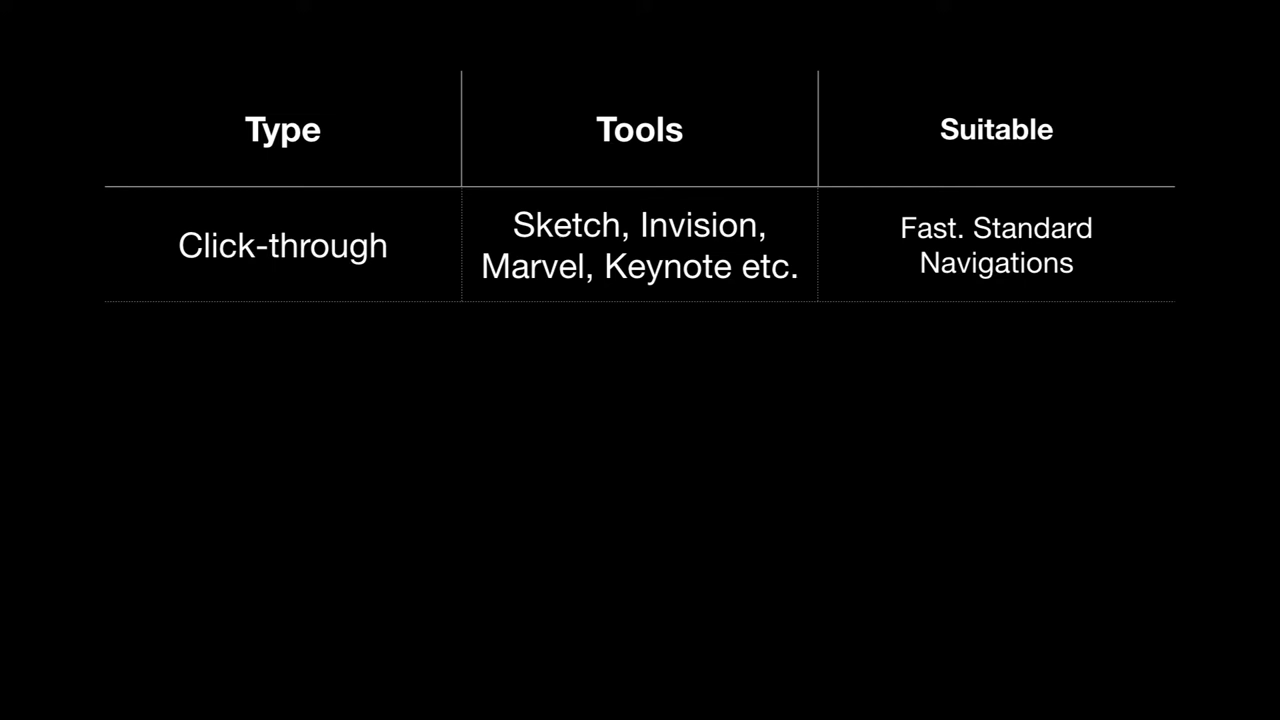 Type
Tools
Suitable
Click-through
Sketch, Invision,
Marvel, Keynote etc.
Fast. Standard
Navigations